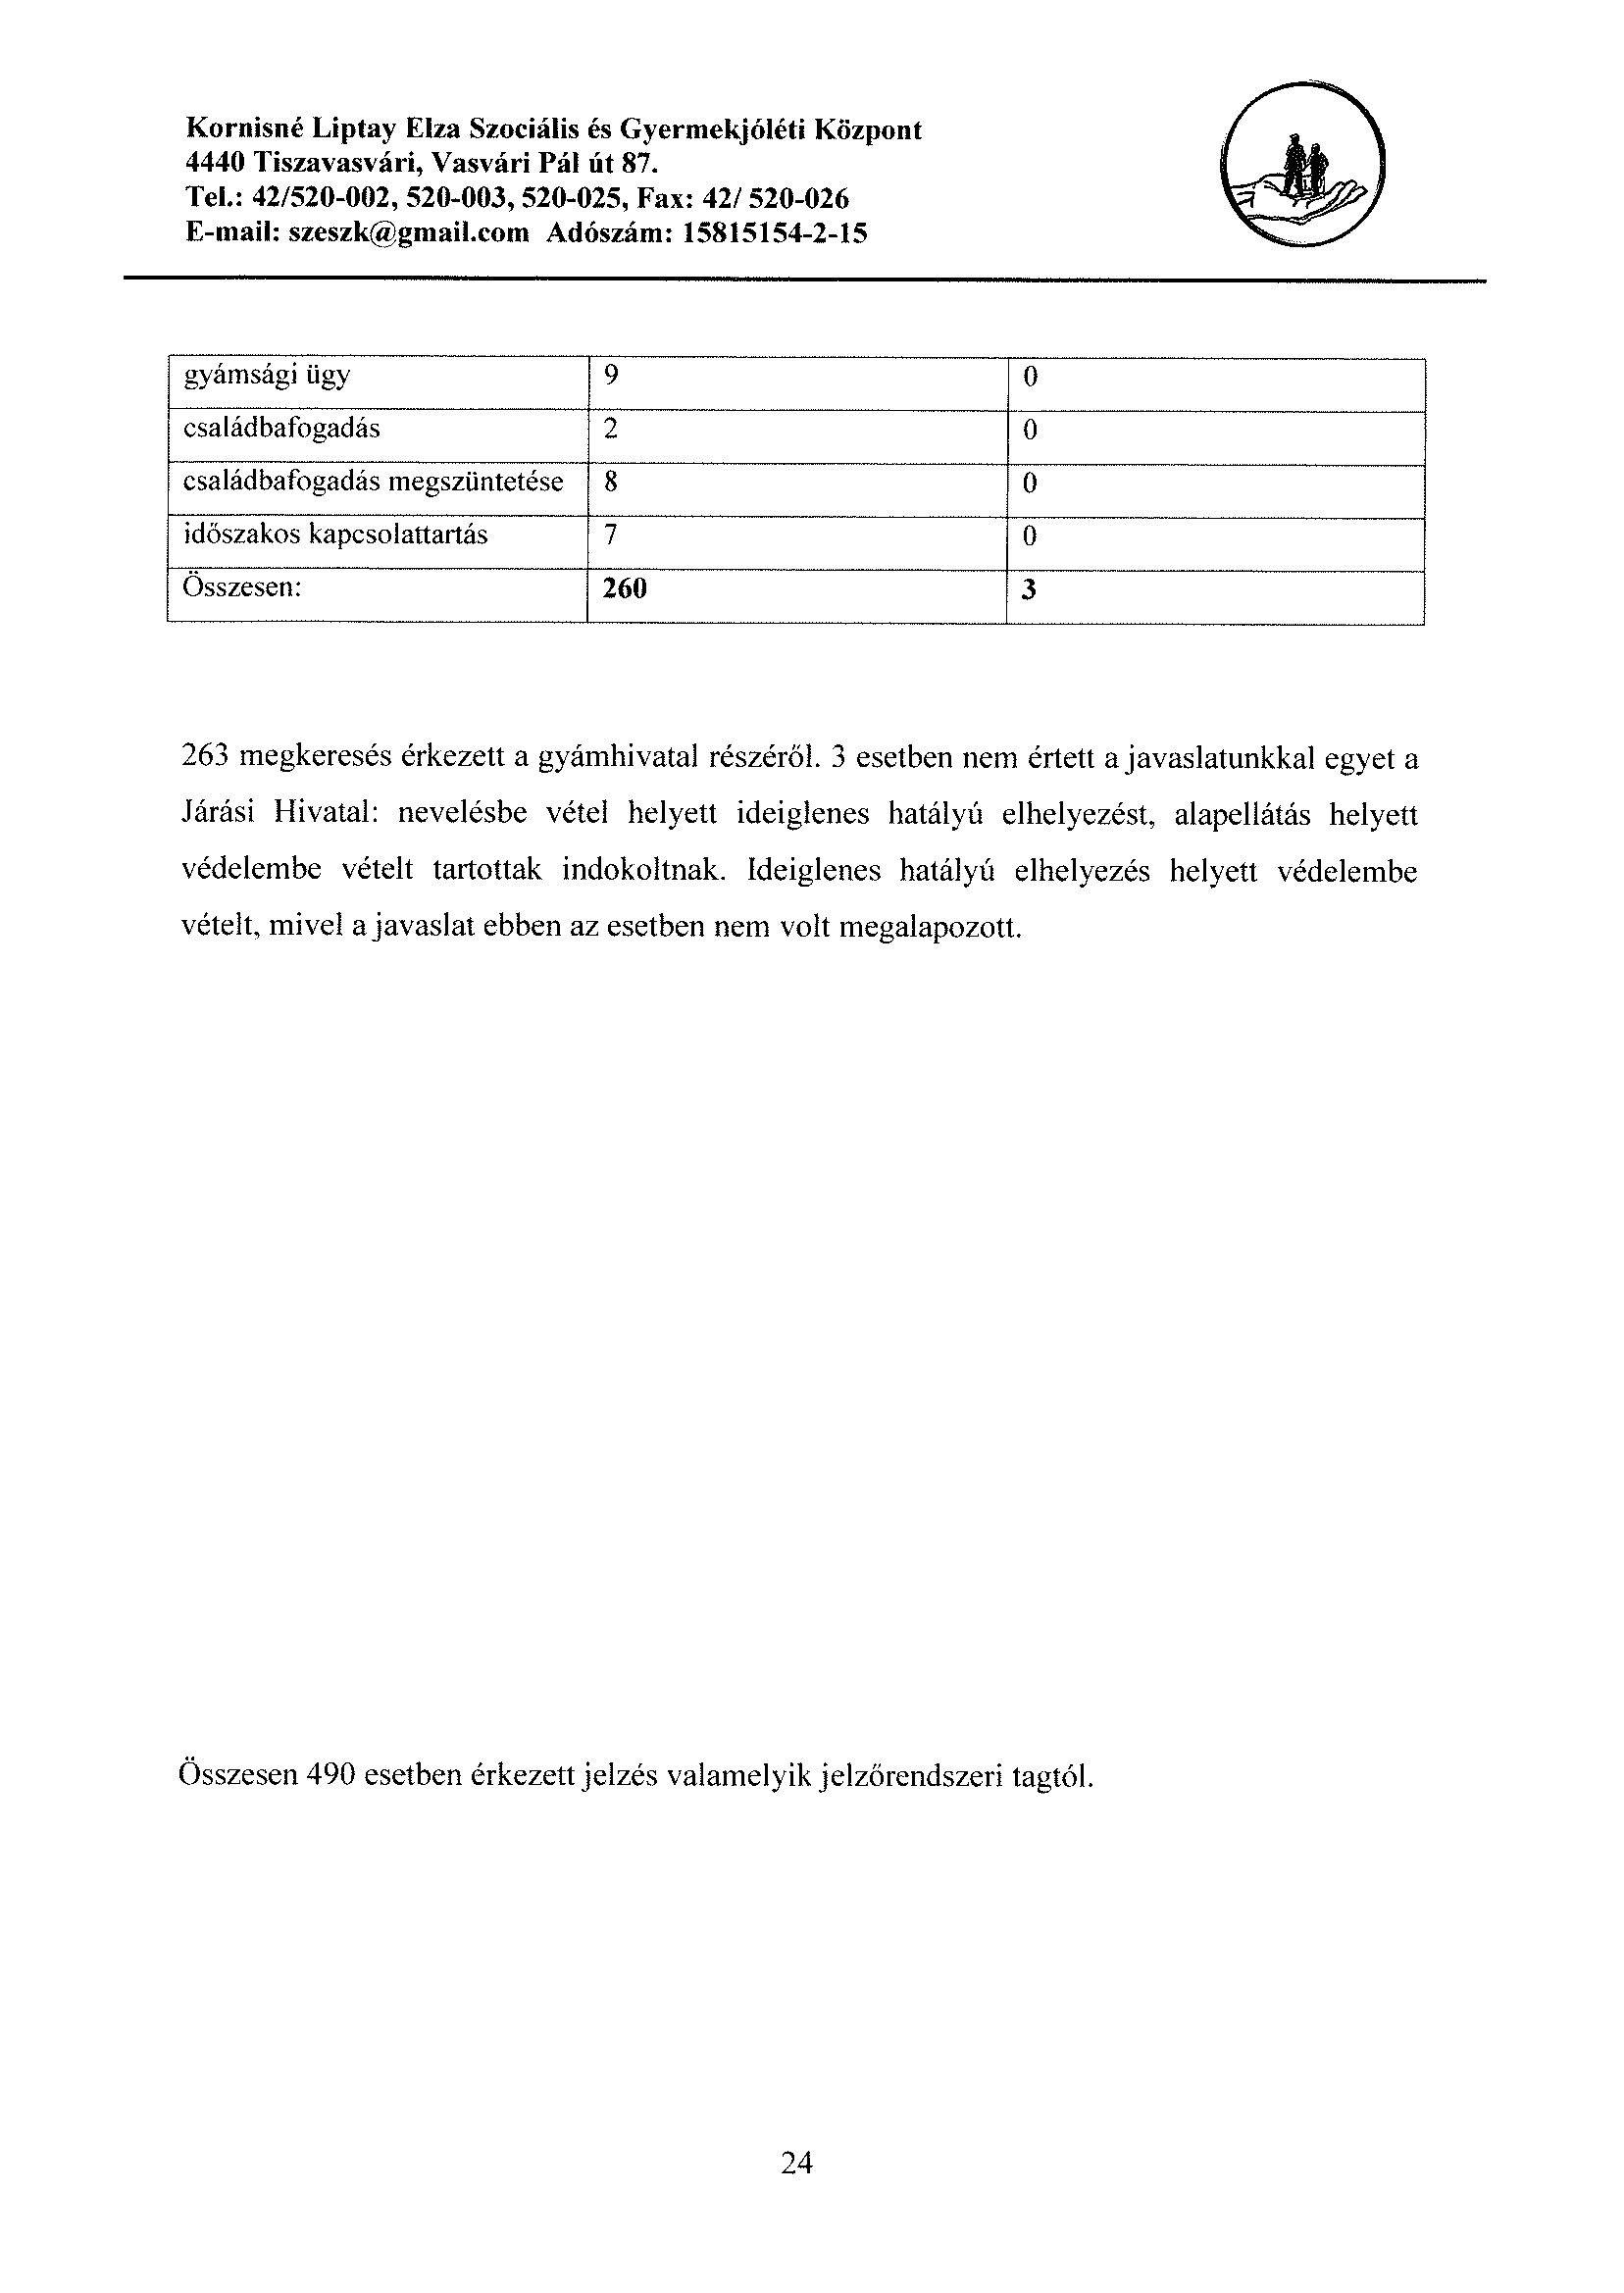 Kornisné Liptay Elza Szociális és Gyermekjóléti Központ
4440 Tiszavasvári, Vasvári Pál út 87.
Tel.: 42/520-002, 520-003, 520-025, Fax: 42/ 520-026
E-mail: szeszk@gmail.com Adószám: 15815154-2-15
gyámsági ügy 9 0
családbafogadás 2 0
családbafogadás megszüntetése 8 0
időszakos kapcsolattartás 7 0
Összesen: 260 3
263 megkeresés érkezett a gyámhivatal részéről. 3 esetben nem értett a javaslatunkkal egyet a
Járási Hivatal: nevelésbe vétel helyett ideiglenes hatályú elhelyezést, alapellátás helyett
védelembe vételt tartottak indokoltnak. Ideiglenes hatályú elhelyezés helyett védelembe
vételt, mivel a javaslat ebben az esetben nem volt megalapozott.
Összesen 490 esetben érkezett jelzés valamelyik jelzőrendszeri tagtól.
24